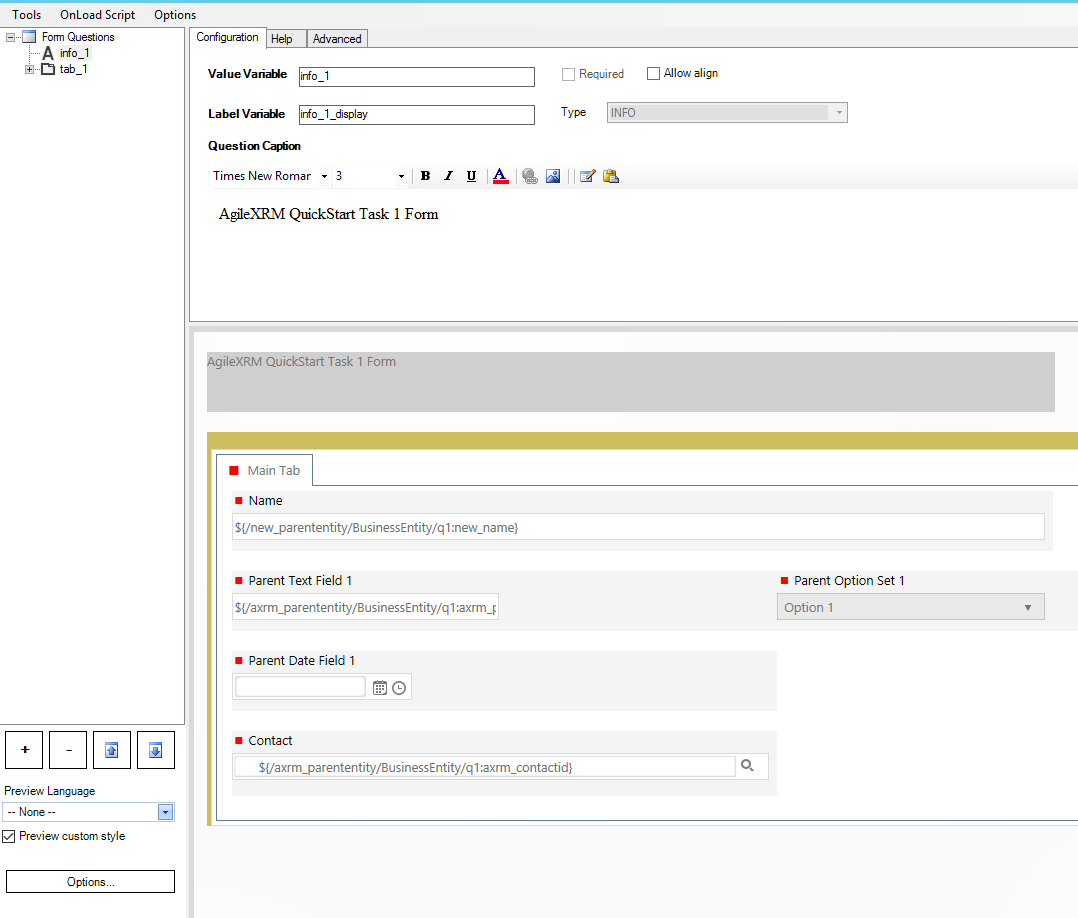 Tools OnLoad Script Options
Form Questions
A info_1
tab_1
Configuration Help Advanced
Value Variable info_1 Required Allow align
Label Variable info_1_display Type INFO
Question Caption
Times New Roman 3 B I U A
AgileXRM QuickStart Task 1 Form
AgileXRM QuickStart Task 1 Form
Main Tab
Name
${/new_parententity/BusinessEntity/q1:new_name}
Parent Text Field 1 Parent Option Set 1
${/axrm_parententity/BusinessEntity/q1:axrm_p Option 1
Parent Date Field 1
Contact
${/axrm_parententity/BusinessEntity/q1:axrm_contactid}
+ -
Preview Language
-- None --
Preview custom style
Options...